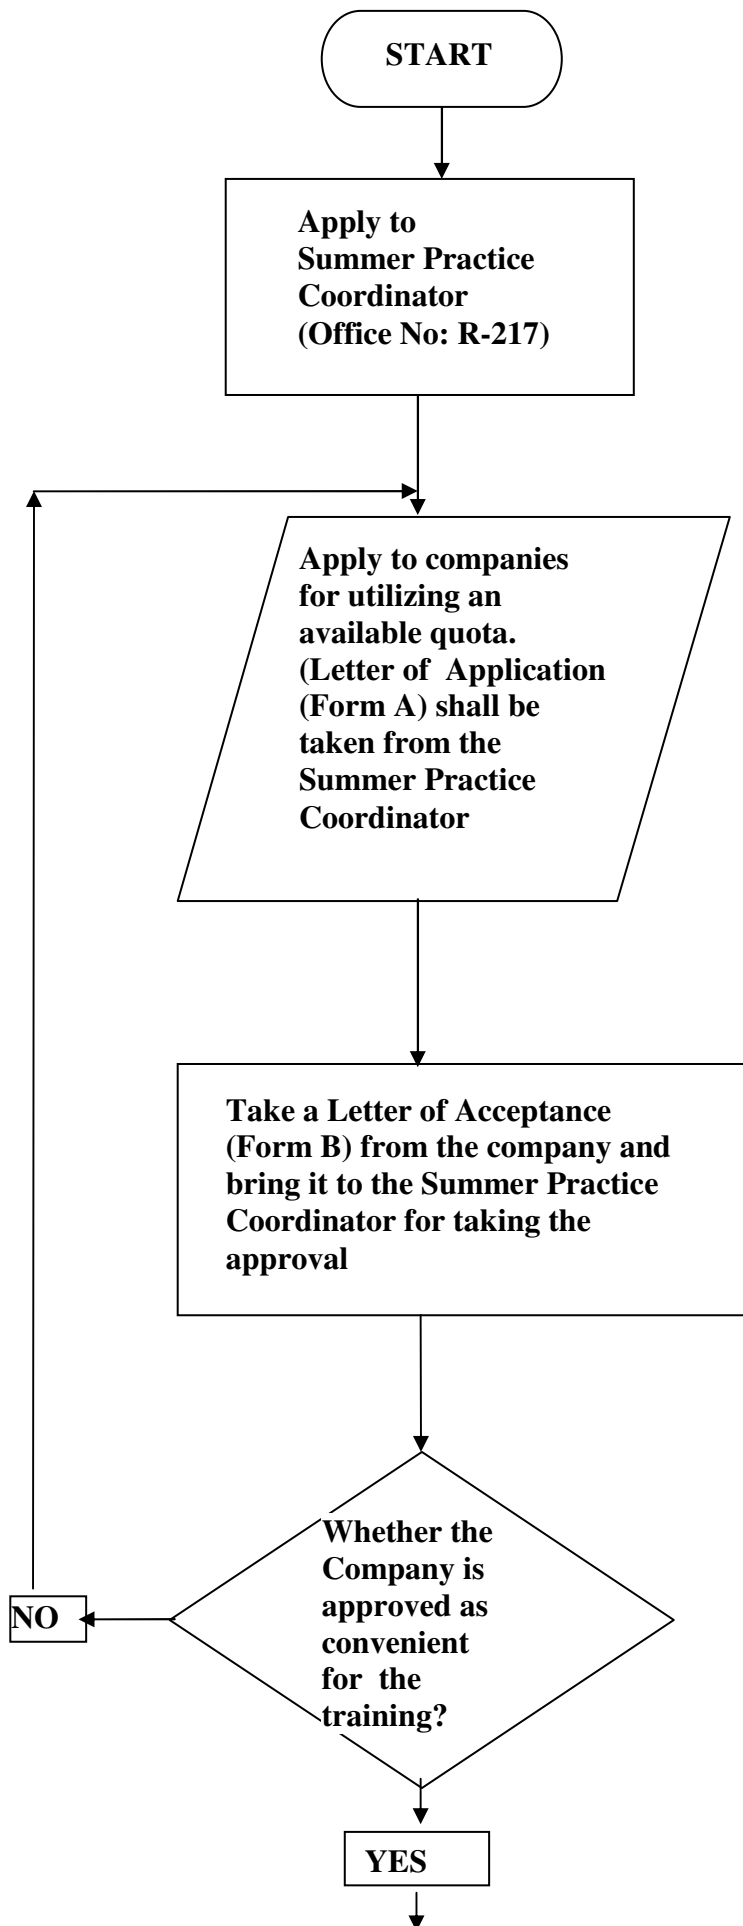 START
Apply to
Summer Practice
Coordinator
(Office No: R-217)
Apply to companies
for utilizing an
available quota.
(Letter of  Application
(Form A) shall be
taken from the
Summer Practice
Coordinator
Take a Letter of Acceptance
(Form B) from the company and
bring it to the Summer Practice
Coordinator for taking the
approval
Whether the
Company is
approved as
convenient
for  the
training?
NO
YES